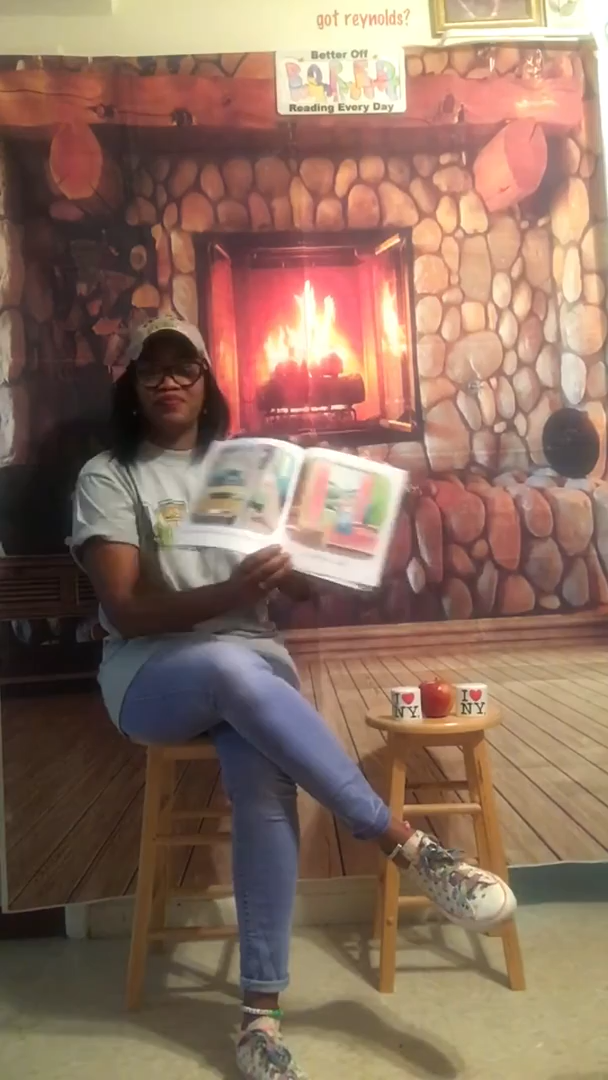 got reynolds?
Better Off
B.O.R.E.D.
Reading Every Day
I ❤ NY.
I ❤ NY.